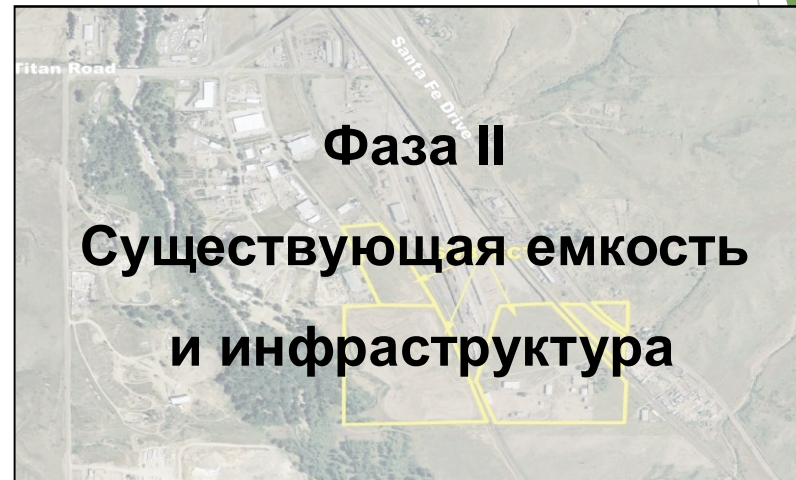 Titan Road
Santa Fe Drive
Фаза II
Существующая емкость
и инфраструктура